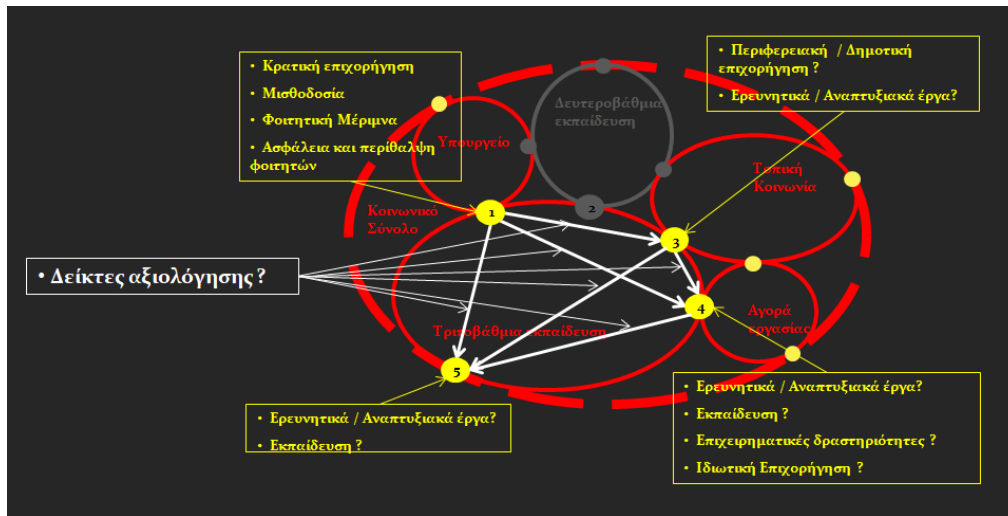 • Κρατική επιχορήγηση
• Μισθοδοσία
• Φοιτητική Μέριμνα
• Ασφάλεια και περίθαλψη
φοιτητών
• Περιφερειακή / Δημοτική
επιχορήγηση ?
• Ερευνητικά / Αναπτυξιακά έργα?
Δευτεροβάθμια
εκπαίδευση
Υπουργείο
Τοπική
Κοινωνία
Κοινωνικό
Σύνολο
1
2
3
• Δείκτες αξιολόγησης ?
4
Αγορά
εργασίας
Τριτοβάθμια εκπαίδευση
5
• Ερευνητικά / Αναπτυξιακά έργα?
• Εκπαίδευση ?
• Ερευνητικά / Αναπτυξιακά έργα?
• Εκπαίδευση ?
• Επιχειρηματικές δραστηριότητες ?
• Ιδιωτική Επιχορήγηση ?